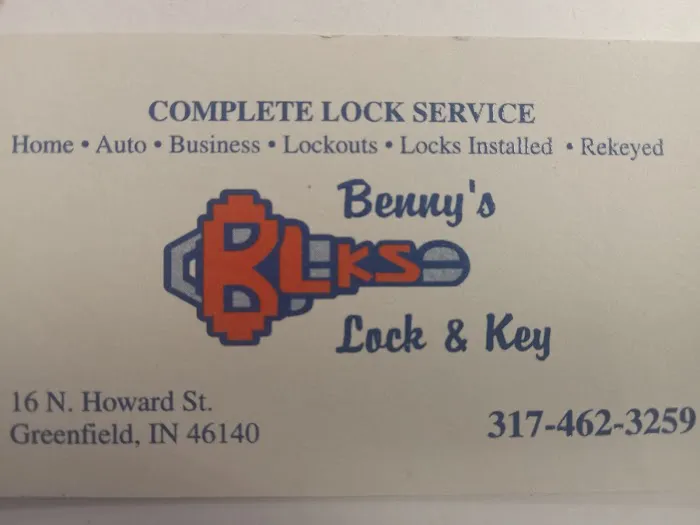 COMPLETE LOCK SERVICE
Home • Auto • Business • Lockouts • Locks Installed • Rekeyed
Benny's
BLKS
Lock & Key
16 N. Howard St.
Greenfield, IN 46140
317-462-3259